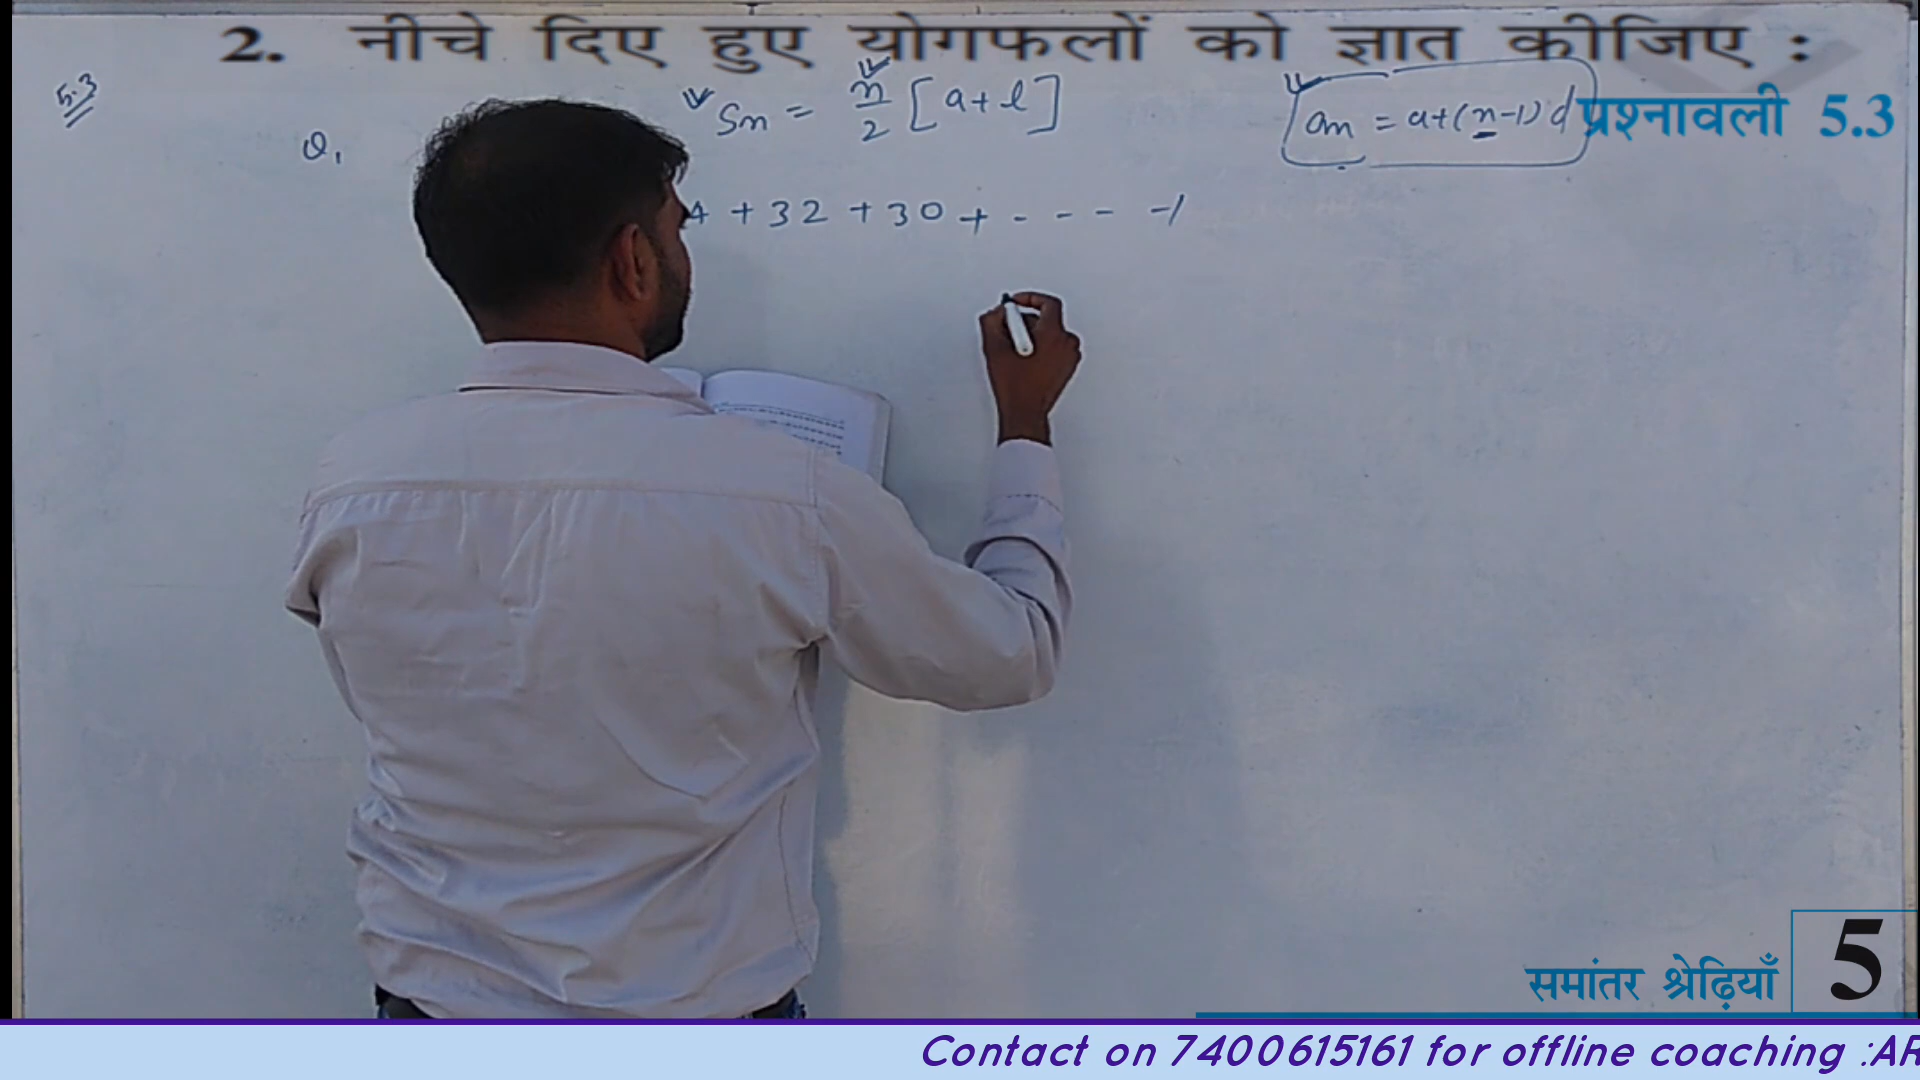 2. नीचे दिए हुए योगफलों को ज्ञात कीजिए :
5.3
Sn = n/2 [a+l]
an = a+(n-1)d
प्रश्नावली 5.3
Q.
4 + 32 + 30 + - - - -1
समांतर श्रेढ़ियाँ 5
Contact on 7400615161 for offline coaching :AR